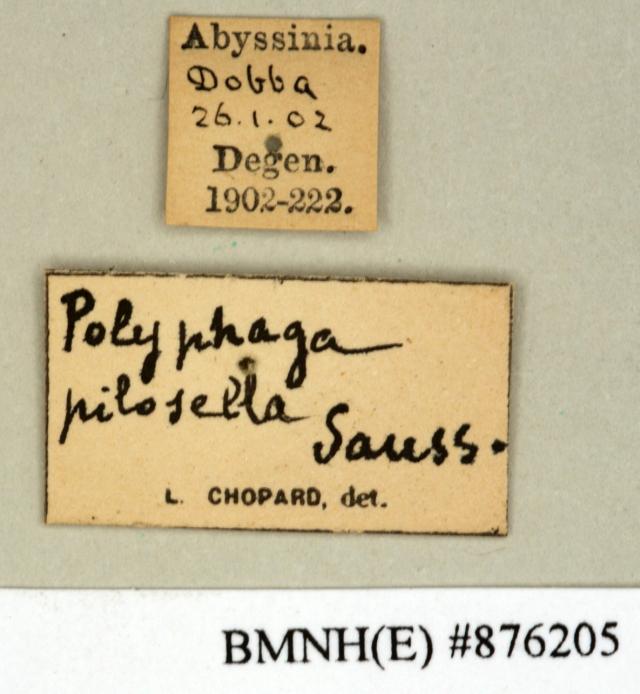 Abyssinia.
Dobba
26.1.02
Degen.
1902-222.
Polyphaga
pilosella
Sauss.
L. CHOPARD, det.
BMNH(E) #876205